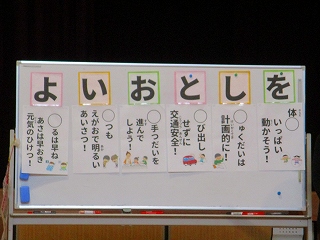 よいおとしを
◯るは早ね
あさは早おき
元気のひけつ！
◯つも
えがおで明るい
あいさつ！
◯手つだいを
進んで
しよう！
◯び出し
せずに
交通安全！
◯ゅくだいは
計画的に！
体◯
いっぱい
動かそう！